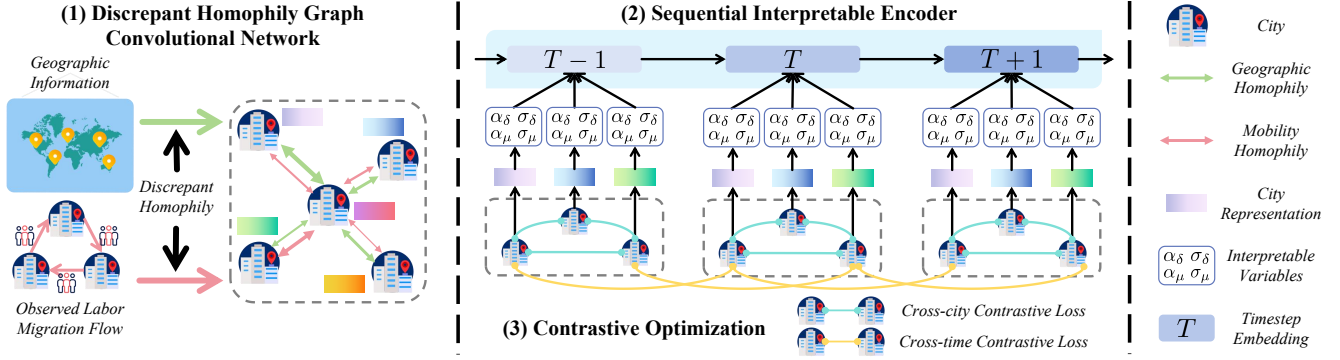 (1) Discrepant Homophily Graph
Convolutional Network
Geographic
Information
Discrepant
Homophily
Observed Labor
Migration Flow
(2) Sequential Interpretable Encoder
T − 1
T
T + 1
α_δ σ_δ
α_μ σ_μ
α_δ σ_δ
α_μ σ_μ
α_δ σ_δ
α_μ σ_μ
α_δ σ_δ
α_μ σ_μ
α_δ σ_δ
α_μ σ_μ
α_δ σ_δ
α_μ σ_μ
α_δ σ_δ
α_μ σ_μ
α_δ σ_δ
α_μ σ_μ
α_δ σ_δ
α_μ σ_μ
(3) Contrastive Optimization
Cross-city Contrastive Loss
Cross-time Contrastive Loss
City
Geographic
Homophily
Mobility
Homophily
City
Representation
α_δ σ_δ
α_μ σ_μ
Interpretable
Variables
T
Timestep
Embedding